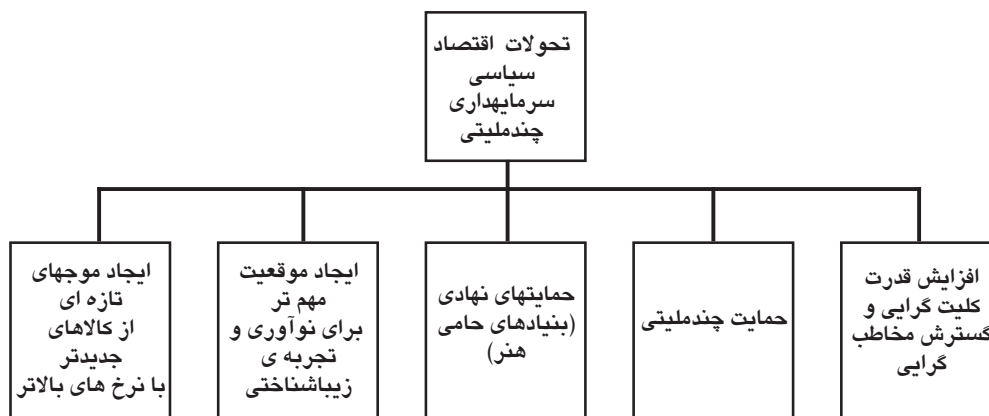 تحولات اقتصاد
سیاسی
سرمایهداری
چندملیتی
افزایش قدرت
کلیت گرایی و
گسترش مخاطب
گرایی
حمایت چندملیتی
حمایتهای نهادی
(بنیادهای حامی
هنر)
ایجاد موقعیت
مهم تر
برای نوآوری و
تجربه ی
زیباشناختی
ایجاد موجهای
تازه ای
از کالاهای
جدیدتر
با نرخ های بالاتر